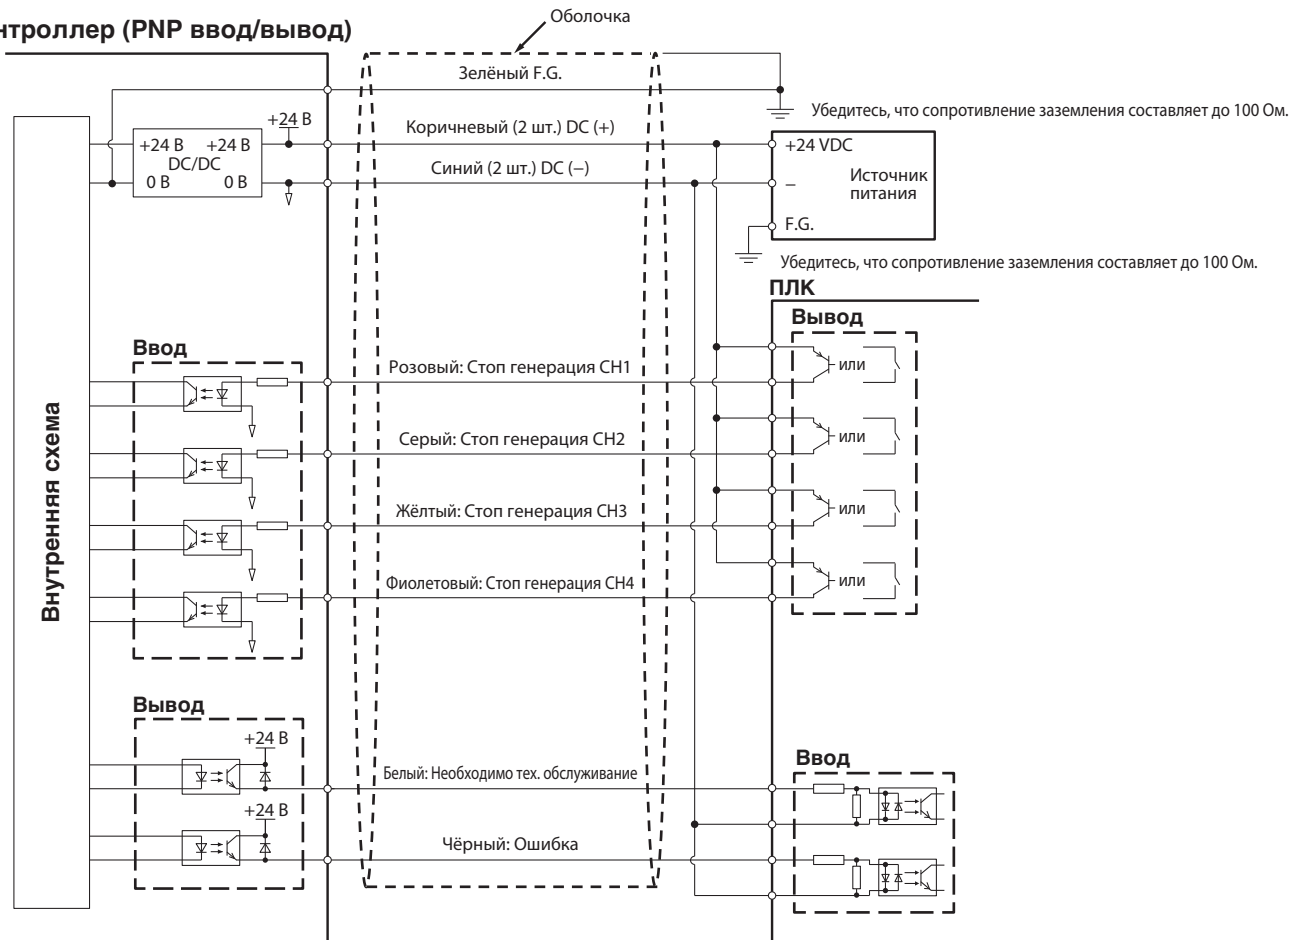 Оболочка
нтроллер (PNP ввод/вывод)
Зелёный F.G.
Убедитесь, что сопротивление заземления составляет до 100 Ом.
+24 В
Коричневый (2 шт.) DC (+)
+24 В +24 В
DC/DC
0 В 0 В
+24 VDC
Синий (2 шт.) DC (−)
−
Источник
питания
F.G.
Убедитесь, что сопротивление заземления составляет до 100 Ом.
ПЛК
Вывод
Ввод
Розовый: Стоп генерация CH1
или
Серый: Стоп генерация CH2
или
Внутренняя схема
Жёлтый: Стоп генерация CH3
или
Фиолетовый: Стоп генерация CH4
или
Вывод
+24 В
Ввод
Белый: Необходимо тех. обслуживание
+24 В
Чёрный: Ошибка